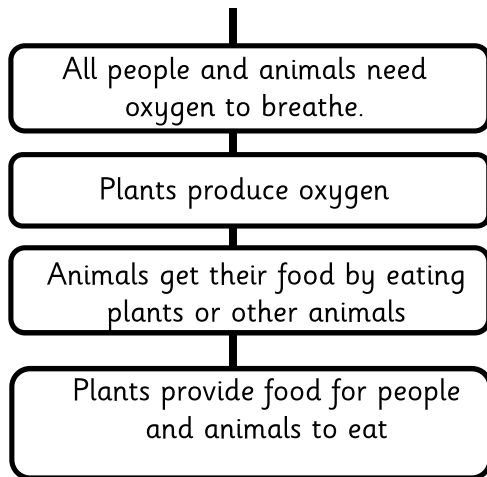 All people and animals need
oxygen to breathe.
Plants produce oxygen
Animals get their food by eating
plants or other animals
Plants provide food for people
and animals to eat